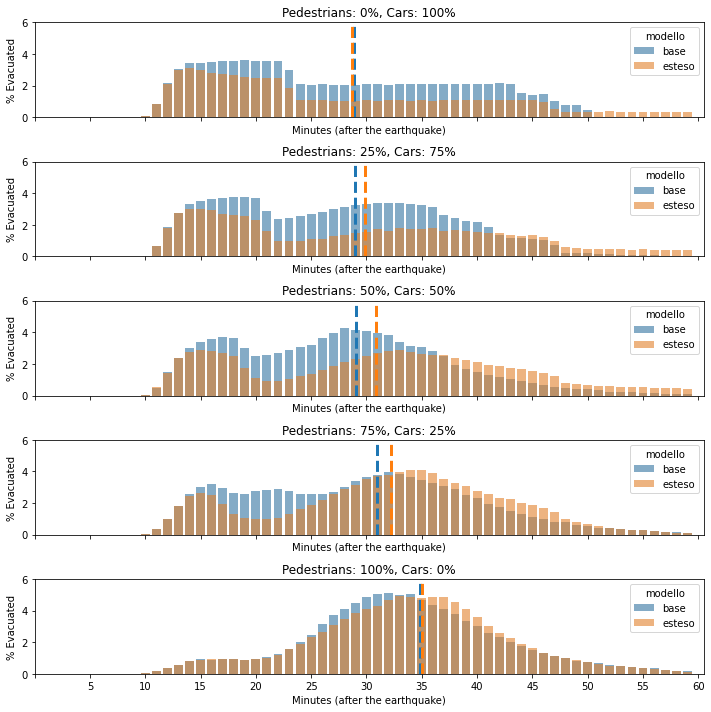 Pedestrians: 0%, Cars: 100%
6
4
2
0
% Evacuated
modello
base
esteso
Minutes (after the earthquake)
Pedestrians: 25%, Cars: 75%
6
4
2
0
% Evacuated
modello
base
esteso
Minutes (after the earthquake)
Pedestrians: 50%, Cars: 50%
6
4
2
0
% Evacuated
modello
base
esteso
Minutes (after the earthquake)
Pedestrians: 75%, Cars: 25%
6
4
2
0
% Evacuated
modello
base
esteso
Minutes (after the earthquake)
Pedestrians: 100%, Cars: 0%
6
4
2
0
% Evacuated
modello
base
esteso
5 10 15 20 25 30 35 40 45 50 55 60
Minutes (after the earthquake)